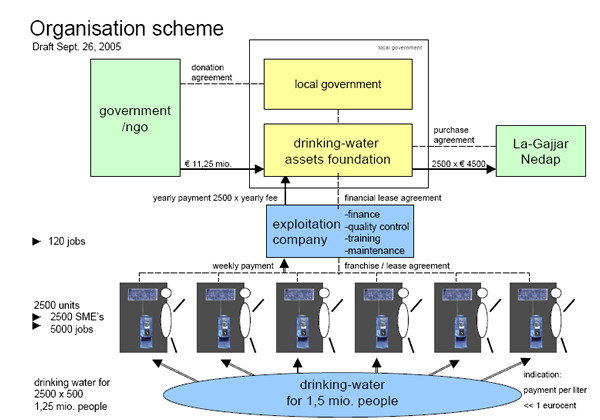 Organisation scheme
Draft Sept. 26, 2005
local government
donation
agreement
local government
government
/ngo
drinking-water
assets foundation
purchase
agreement
La-Gajjar
Nedap
€ 11,25 mio.
2500 x € 4500
yearly payment 2500 x yearly fee
financial lease agreement
exploitation
company
-finance
-quality control
-training
-maintenance
120 jobs
weekly payment
franchise / lease agreement
2500 units
2500 SME's
5000 jobs
drinking water for
2500 x 500
1,25 mio. people
drinking-water
for 1,5 mio. people
indication:
payment per liter
<< 1 eurocent